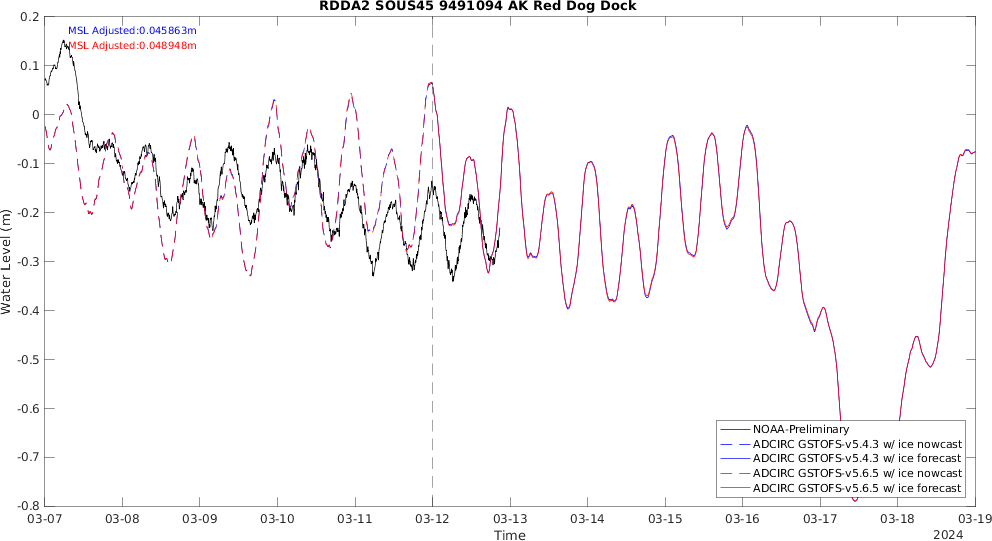 RDDA2 SOUS45 9491094 AK Red Dog Dock
MSL Adjusted:0.045863m
MSL Adjusted:0.048948m
0.2
0.1
0
-0.1
-0.2
-0.3
-0.4
-0.5
-0.6
-0.7
-0.8
Water Level (m)
NOAA-Preliminary
ADCIRC GSTOFS-v5.4.3 w/ ice nowcast
ADCIRC GSTOFS-v5.4.3 w/ ice forecast
ADCIRC GSTOFS-v5.6.5 w/ ice nowcast
ADCIRC GSTOFS-v5.6.5 w/ ice forecast
03-07 03-08 03-09 03-10 03-11 03-12 03-13 03-14 03-15 03-16 03-17 03-18 03-19
Time
2024